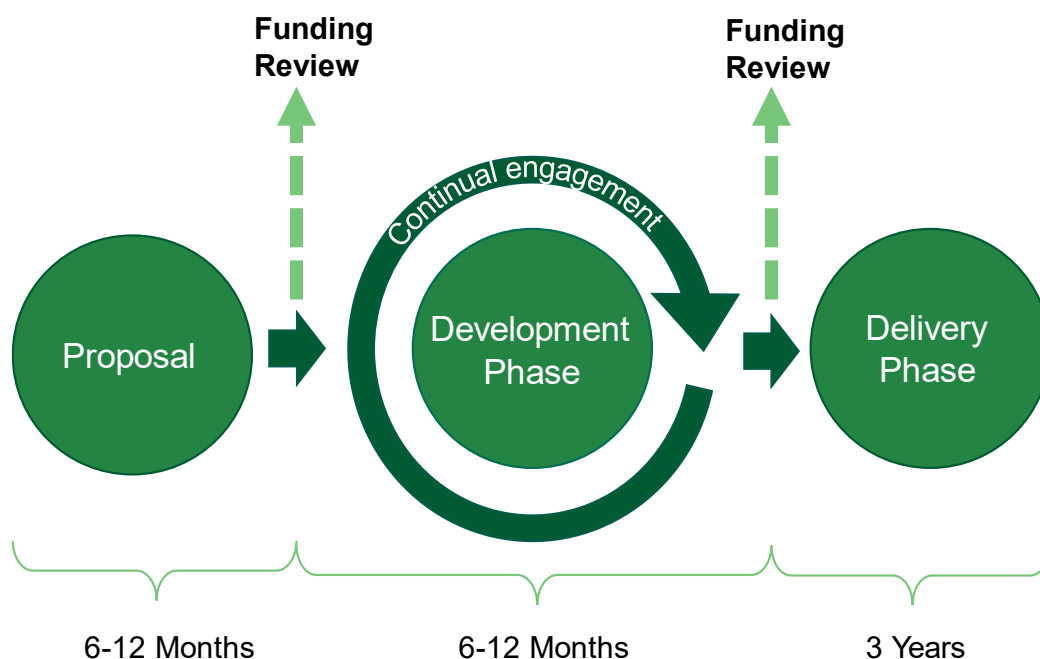 Funding
Review
Funding
Review
Continual engagement
Proposal
Development
Phase
Delivery
Phase
6-12 Months
6-12 Months
3 Years